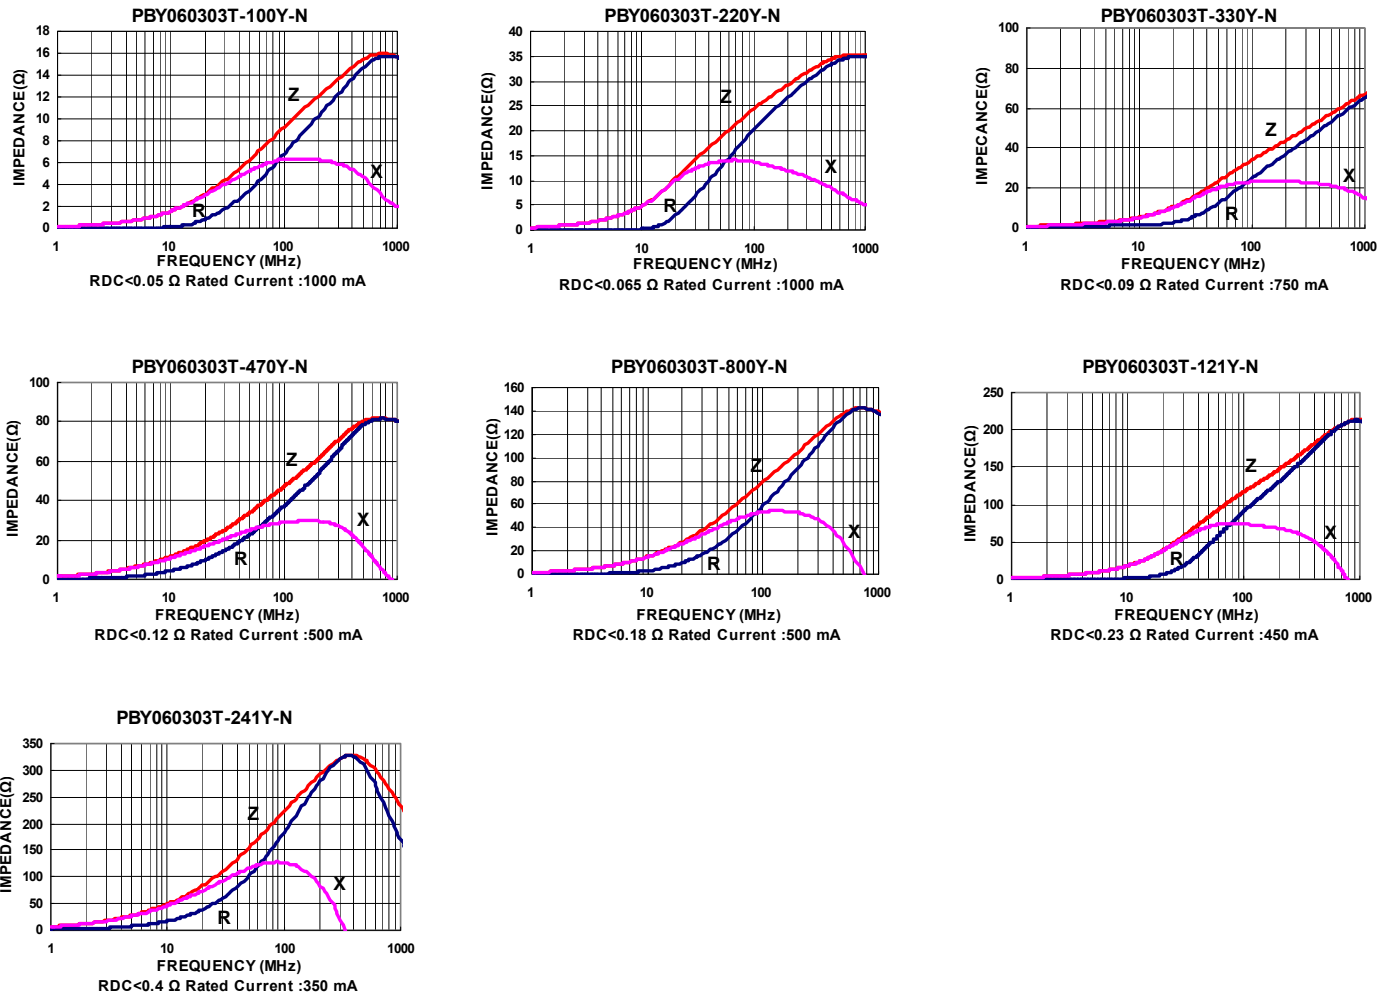 PBY060303T-100Y-N
IMPEDANCE(Ω)
18
16
14
12
10
8
6
4
2
0
Z
X
R
1 10 100 1000
FREQUENCY (MHz)
RDC<0.05 Ω Rated Current :1000 mA
PBY060303T-220Y-N
IMPEDANCE(Ω)
40
35
30
25
20
15
10
5
0
Z
X
R
1 10 100 1000
FREQUENCY (MHz)
RDC<0.065 Ω Rated Current :1000 mA
PBY060303T-330Y-N
IMPECANCE(Ω)
100
80
60
40
20
0
Z
X
R
1 10 100 1000
FREQUENCY (MHz)
RDC<0.09 Ω Rated Current :750 mA
PBY060303T-470Y-N
IMPEDANCE(Ω)
100
80
60
40
20
0
Z
X
R
1 10 100 1000
FREQUENCY (MHz)
RDC<0.12 Ω Rated Current :500 mA
PBY060303T-800Y-N
IMPEDANCE(Ω)
160
140
120
100
80
60
40
20
0
Z
X
R
1 10 100 1000
FREQUENCY (MHz)
RDC<0.18 Ω Rated Current :500 mA
PBY060303T-121Y-N
IMPEDANCE(Ω)
250
200
150
100
50
0
Z
X
R
1 10 100 1000
FREQUENCY (MHz)
RDC<0.23 Ω Rated Current :450 mA
PBY060303T-241Y-N
IMPEDANCE(Ω)
350
300
250
200
150
100
50
0
Z
X
R
1 10 100 1000
FREQUENCY (MHz)
RDC<0.4 Ω Rated Current :350 mA